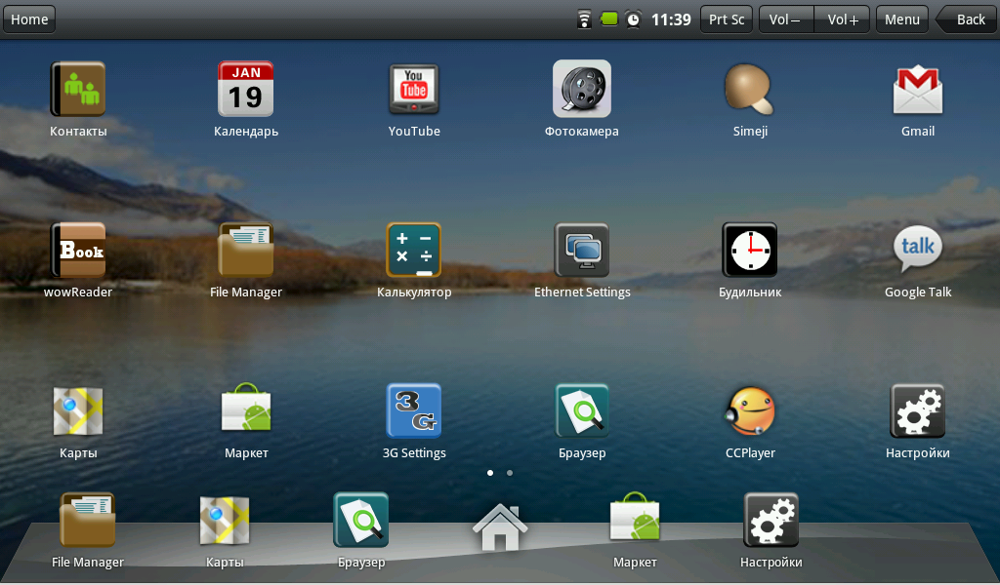 Home
11:39
Prt Sc
Vol –
Vol +
Menu
Back
JAN
19
You
Tube
Контакты
Календарь
YouTube
Фотокамера
Simeji
Gmail
Book
talk
wowReader
File Manager
Калькулятор
Ethernet Settings
Будильник
Google Talk
3G
Карты
Маркет
3G Settings
Браузер
CCPlayer
Настройки
File Manager
Карты
Браузер
Маркет
Настройки